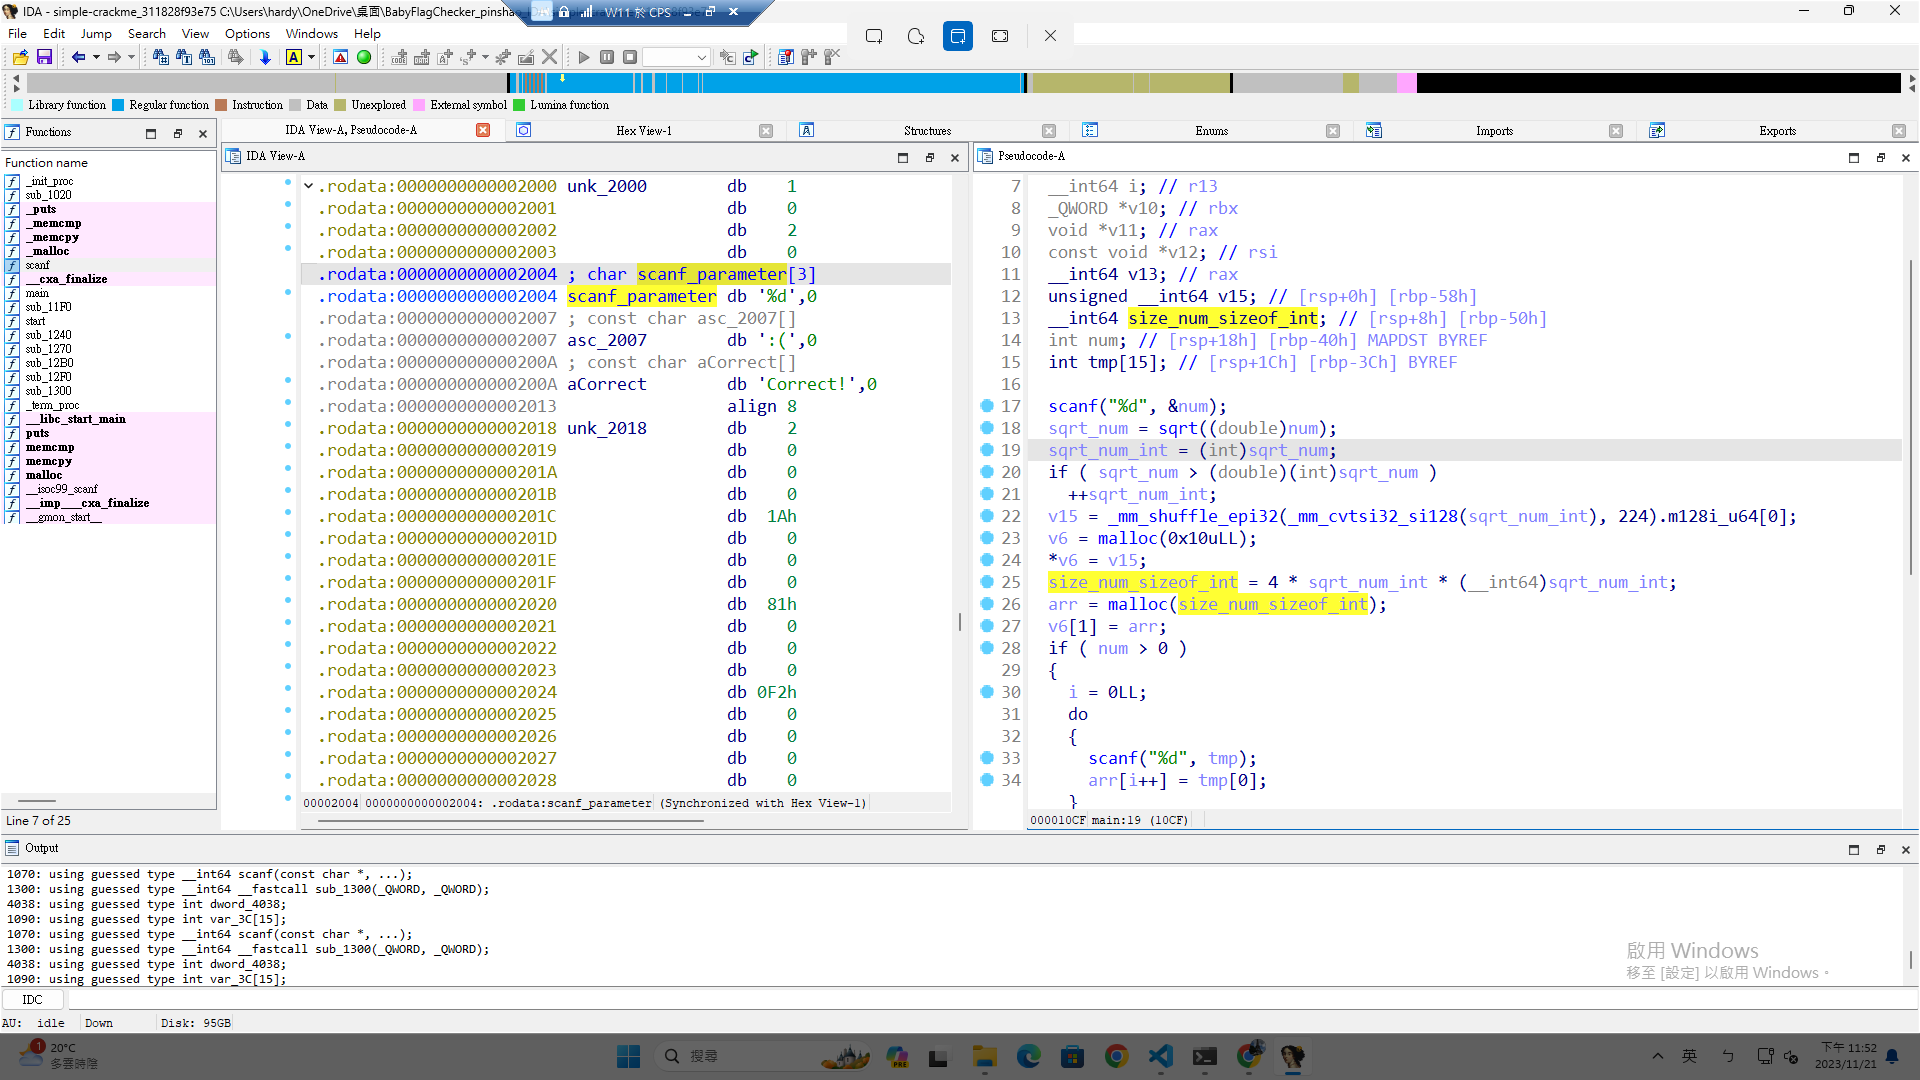 IDA - simple-crackme_311828f93e75 C:\Users\hardy\OneDrive\桌面\BabyFlagChecker_pinshao
W11 於 CPS
File Edit Jump Search View Options Windows Help
Library function Regular function Instruction Data Unexplored External symbol Lumina function
Functions
Function name
_init_proc
sub_1020
_puts
_memcmp
_memcpy
_malloc
scanf
__cxa_finalize
main
sub_11F0
start
sub_1240
sub_1270
sub_12B0
sub_12F0
sub_1300
_term_proc
__libc_start_main
puts
memcmp
memcpy
malloc
__isoc99_scanf
__imp___cxa_finalize
__gmon_start__
Line 7 of 25
IDA View-A, Pseudocode-A Hex View-1 Structures Enums Imports Exports
IDA View-A
.rodata:0000000000002000 unk_2000 db 1
.rodata:0000000000002001 db 0
.rodata:0000000000002002 db 2
.rodata:0000000000002003 db 0
.rodata:0000000000002004 ; char scanf_parameter[3]
.rodata:0000000000002004 scanf_parameter db '%d',0
.rodata:0000000000002007 ; const char asc_2007[]
.rodata:0000000000002007 asc_2007 db ':(',0
.rodata:000000000000200A ; const char aCorrect[]
.rodata:000000000000200A aCorrect db 'Correct!',0
.rodata:0000000000002013 align 8
.rodata:0000000000002018 unk_2018 db 2
.rodata:0000000000002019 db 0
.rodata:000000000000201A db 0
.rodata:000000000000201B db 0
.rodata:000000000000201C db 1Ah
.rodata:000000000000201D db 0
.rodata:000000000000201E db 0
.rodata:000000000000201F db 0
.rodata:0000000000002020 db 81h
.rodata:0000000000002021 db 0
.rodata:0000000000002022 db 0
.rodata:0000000000002023 db 0
.rodata:0000000000002024 db 0F2h
.rodata:0000000000002025 db 0
.rodata:0000000000002026 db 0
.rodata:0000000000002027 db 0
.rodata:0000000000002028 db 0
00002004 0000000000002004: .rodata:scanf_parameter (Synchronized with Hex View-1)
Pseudocode-A
7 __int64 i; // r13
8 _QWORD *v10; // rbx
9 void *v11; // rax
10 const void *v12; // rsi
11 __int64 v13; // rax
12 unsigned __int64 v15; // [rsp+0h] [rbp-58h]
13 __int64 size_num_sizeof_int; // [rsp+8h] [rbp-50h]
14 int num; // [rsp+18h] [rbp-40h] MAPDST BYREF
15 int tmp[15]; // [rsp+1Ch] [rbp-3Ch] BYREF
16
17 scanf("%d", &num);
18 sqrt_num = sqrt((double)num);
19 sqrt_num_int = (int)sqrt_num;
20 if ( sqrt_num > (double)(int)sqrt_num )
21 ++sqrt_num_int;
22 v15 = _mm_shuffle_epi32(_mm_cvtsi32_si128(sqrt_num_int), 224).m128i_u64[0];
23 v6 = malloc(0x10uLL);
24 *v6 = v15;
25 size_num_sizeof_int = 4 * sqrt_num_int * (__int64)sqrt_num_int;
26 arr = malloc(size_num_sizeof_int);
27 v6[1] = arr;
28 if ( num > 0 )
29 {
30 i = 0LL;
31 do
32 {
33 scanf("%d", tmp);
34 arr[i++] = tmp[0];
}
000010CF main:19 (10CF)
Output
1070: using guessed type __int64 scanf(const char *, ...);
1300: using guessed type __int64 __fastcall sub_1300(_QWORD, _QWORD);
4038: using guessed type int dword_4038;
1090: using guessed type int var_3C[15];
1070: using guessed type __int64 scanf(const char *, ...);
1300: using guessed type __int64 __fastcall sub_1300(_QWORD, _QWORD);
4038: using guessed type int dword_4038;
1090: using guessed type int var_3C[15];
啟用 Windows
移至 [設定] 以啟用 Windows。
IDC
AU: idle Down Disk: 95GB
1
20°C
多雲時陰
搜尋
PRE
英 ㄅ
下午 11:52
2023/11/21